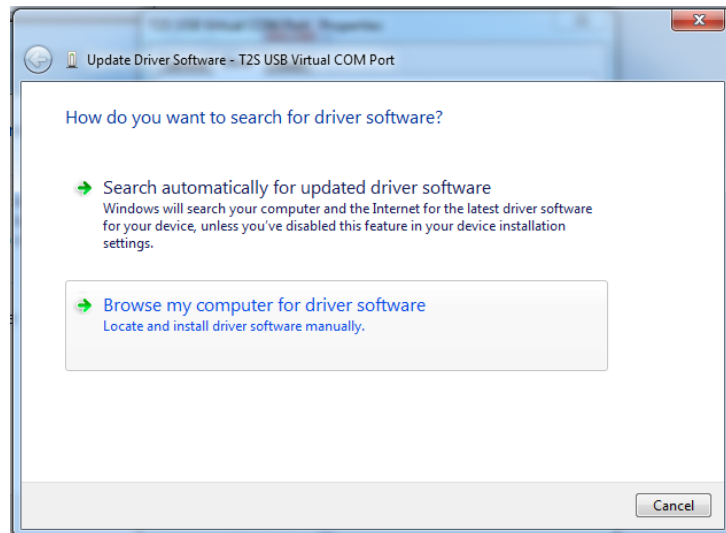 Update Driver Software - T2S USB Virtual COM Port
How do you want to search for driver software?
Search automatically for updated driver software
Windows will search your computer and the Internet for the latest driver software
for your device, unless you've disabled this feature in your device installation
settings.
Browse my computer for driver software
Locate and install driver software manually.
Cancel